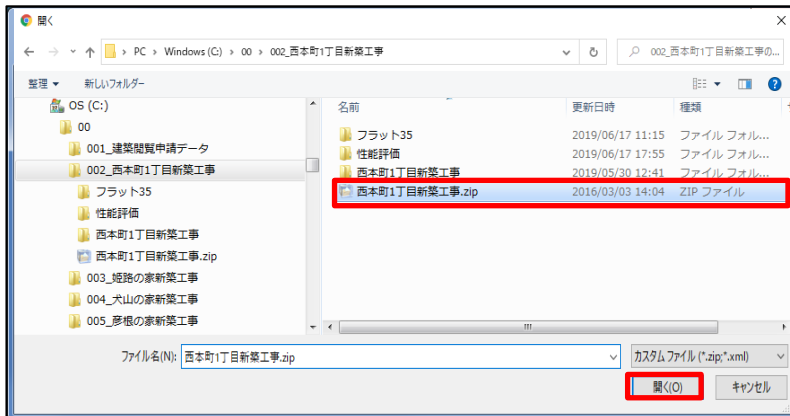 開く
PC › Windows (C:) › 00 › 002_西本町1丁目新築工事
002_西本町1丁目新築工事の...
整理 新しいフォルダー
OS (C:)
00
001_建築閲覧申請データ
002_西本町1丁目新築工事
フラット35
性能評価
西本町1丁目新築工事
西本町1丁目新築工事.zip
003_姫路の家新築工事
004_犬山の家新築工事
005_彦根の家新築工事
名前 更新日時 種類
フラット35 2019/06/17 11:15 ファイル フォル...
性能評価 2019/06/17 17:55 ファイル フォル...
西本町1丁目新築工事 2019/05/30 12:41 ファイル フォル...
西本町1丁目新築工事.zip 2016/03/03 14:04 ZIP ファイル
ファイル名(N): 西本町1丁目新築工事.zip カスタム ファイル (*.zip;*.xml)
開く(O) キャンセル